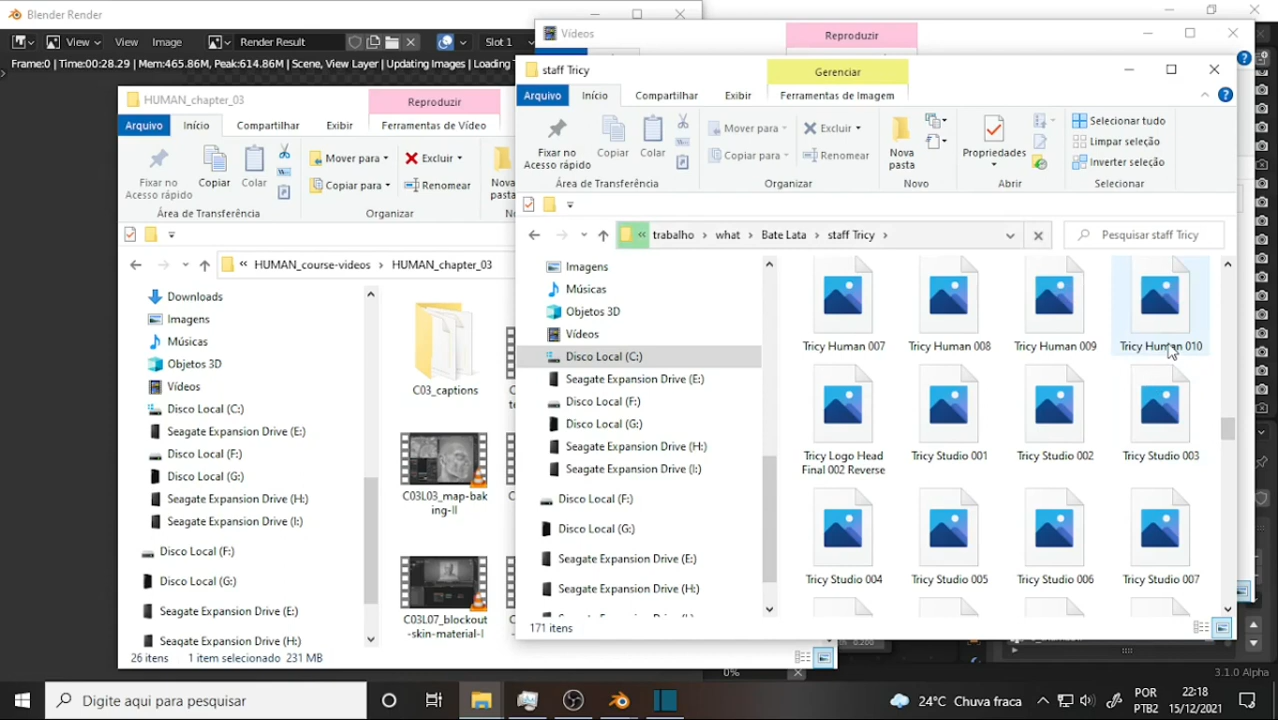 Blender Render
View
View
Image
Render Result
Slot 1
Frame:0 | Time:00:28.29 | Mem:465.86M, Peak:614.86M | Scene, View Layer | Updating Images | Loading
Vídeos
Reproduzir
HUMAN_chapter_03
Reproduzir
Arquivo
Início
Compartilhar
Exibir
Ferramentas de Vídeo
Fixar no
Acesso rápido
Copiar
Colar
Mover para
Copiar para
Excluir
Renomear
Nova
pasta
Área de Transferência
Organizar
HUMAN_course-videos
HUMAN_chapter_03
Downloads
Imagens
Músicas
Objetos 3D
Vídeos
Disco Local (C:)
Seagate Expansion Drive (E:)
Disco Local (F:)
Disco Local (G:)
Seagate Expansion Drive (H:)
Seagate Expansion Drive (I:)
Disco Local (F:)
Disco Local (G:)
Seagate Expansion Drive (E:)
Seagate Expansion Drive (H:)
C03_captions
C03L03_map-bak
ing-II
C03L07_blockout
-skin-material-I
26 itens
1 item selecionado 231 MB
staff Tricy
Gerenciar
Arquivo
Início
Compartilhar
Exibir
Ferramentas de Imagem
Fixar no
Acesso rápido
Copiar
Colar
Mover para
Copiar para
Excluir
Renomear
Nova
pasta
Propriedades
Selecionar tudo
Limpar seleção
Inverter seleção
Área de Transferência
Organizar
Novo
Abrir
Selecionar
« trabalho
what
Bate Lata
staff Tricy
Pesquisar staff Tricy
Imagens
Músicas
Objetos 3D
Vídeos
Disco Local (C:)
Seagate Expansion Drive (E:)
Disco Local (F:)
Disco Local (G:)
Seagate Expansion Drive (H:)
Seagate Expansion Drive (I:)
Disco Local (F:)
Disco Local (G:)
Seagate Expansion Drive (E:)
Seagate Expansion Drive (H:)
Tricy Human 007
Tricy Human 008
Tricy Human 009
Tricy Human 010
Tricy Logo Head
Final 002 Reverse
Tricy Studio 001
Tricy Studio 002
Tricy Studio 003
Tricy Studio 004
Tricy Studio 005
Tricy Studio 006
Tricy Studio 007
171 itens
0%
3.1.0 Alpha
Digite aqui para pesquisar
24°C Chuva fraca
POR
PTB2
22:18
15/12/2021